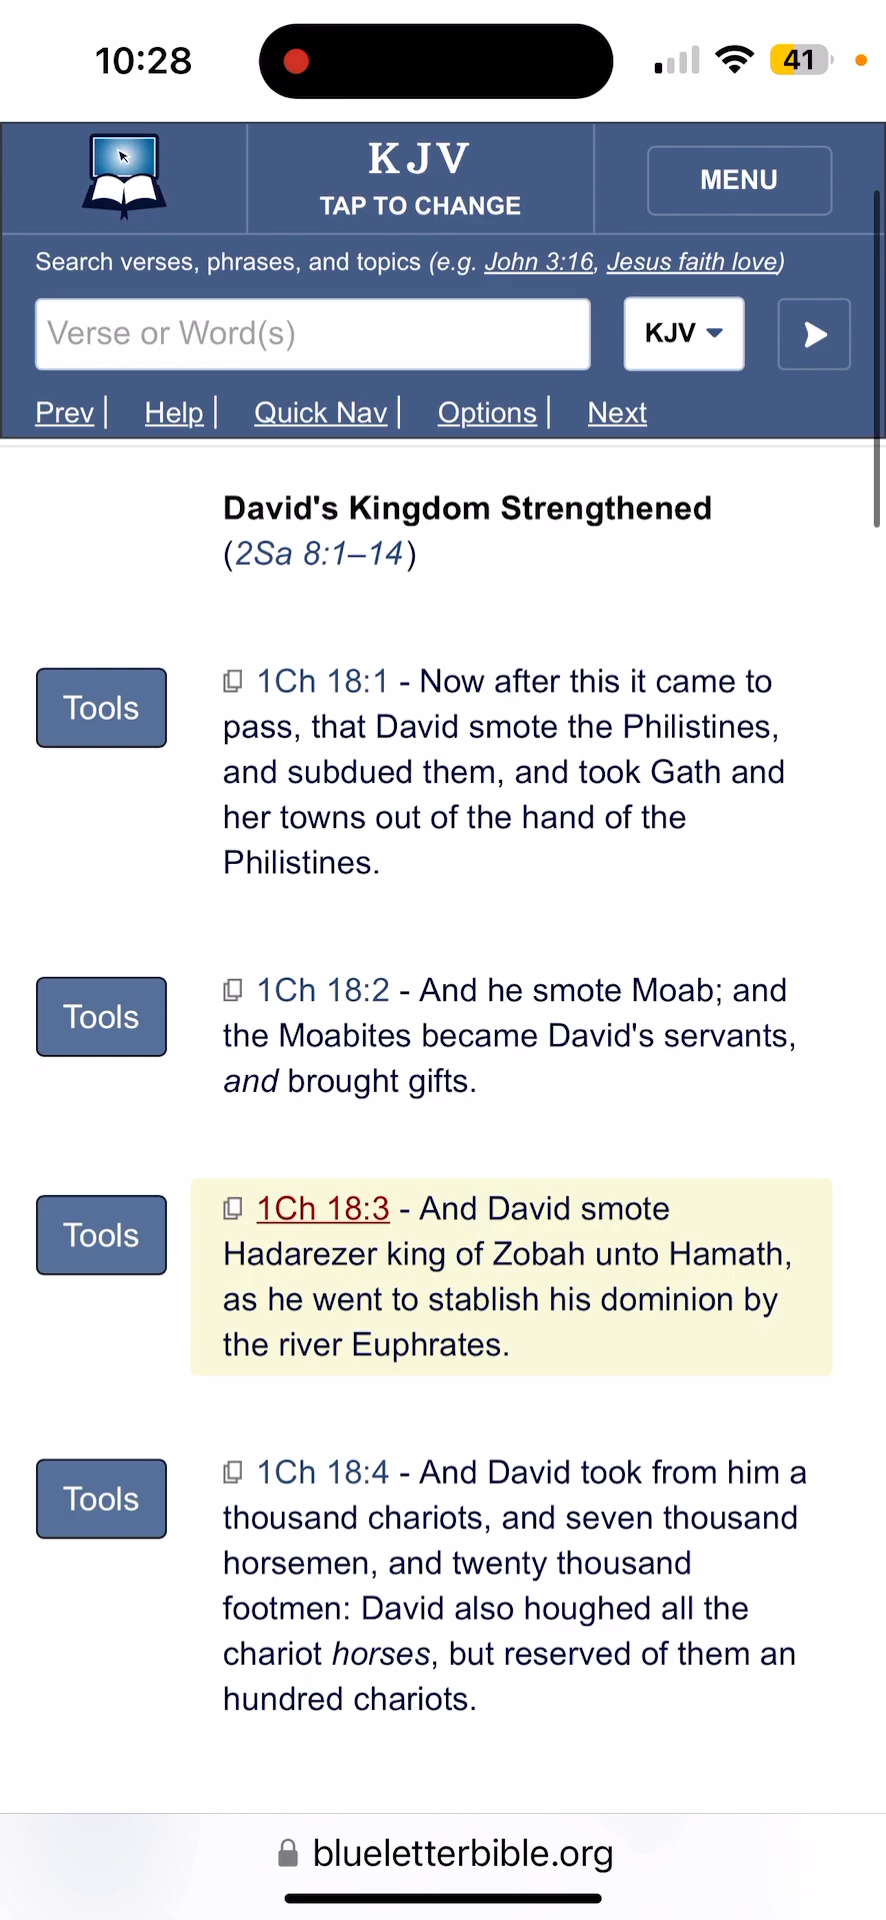 10:28
41
KJV
TAP TO CHANGE
MENU
Search verses, phrases, and topics (e.g. John 3:16, Jesus faith love)
Verse or Word(s)
KJV
Prev | Help | Quick Nav | Options | Next
David's Kingdom Strengthened
(2Sa 8:1–14)
Tools
1Ch 18:1 - Now after this it came to
pass, that David smote the Philistines,
and subdued them, and took Gath and
her towns out of the hand of the
Philistines.
Tools
1Ch 18:2 - And he smote Moab; and
the Moabites became David's servants,
and brought gifts.
Tools
1Ch 18:3 - And David smote
Hadarezer king of Zobah unto Hamath,
as he went to stablish his dominion by
the river Euphrates.
Tools
1Ch 18:4 - And David took from him a
thousand chariots, and seven thousand
horsemen, and twenty thousand
footmen: David also houghed all the
chariot horses, but reserved of them an
hundred chariots.
blueletterbible.org